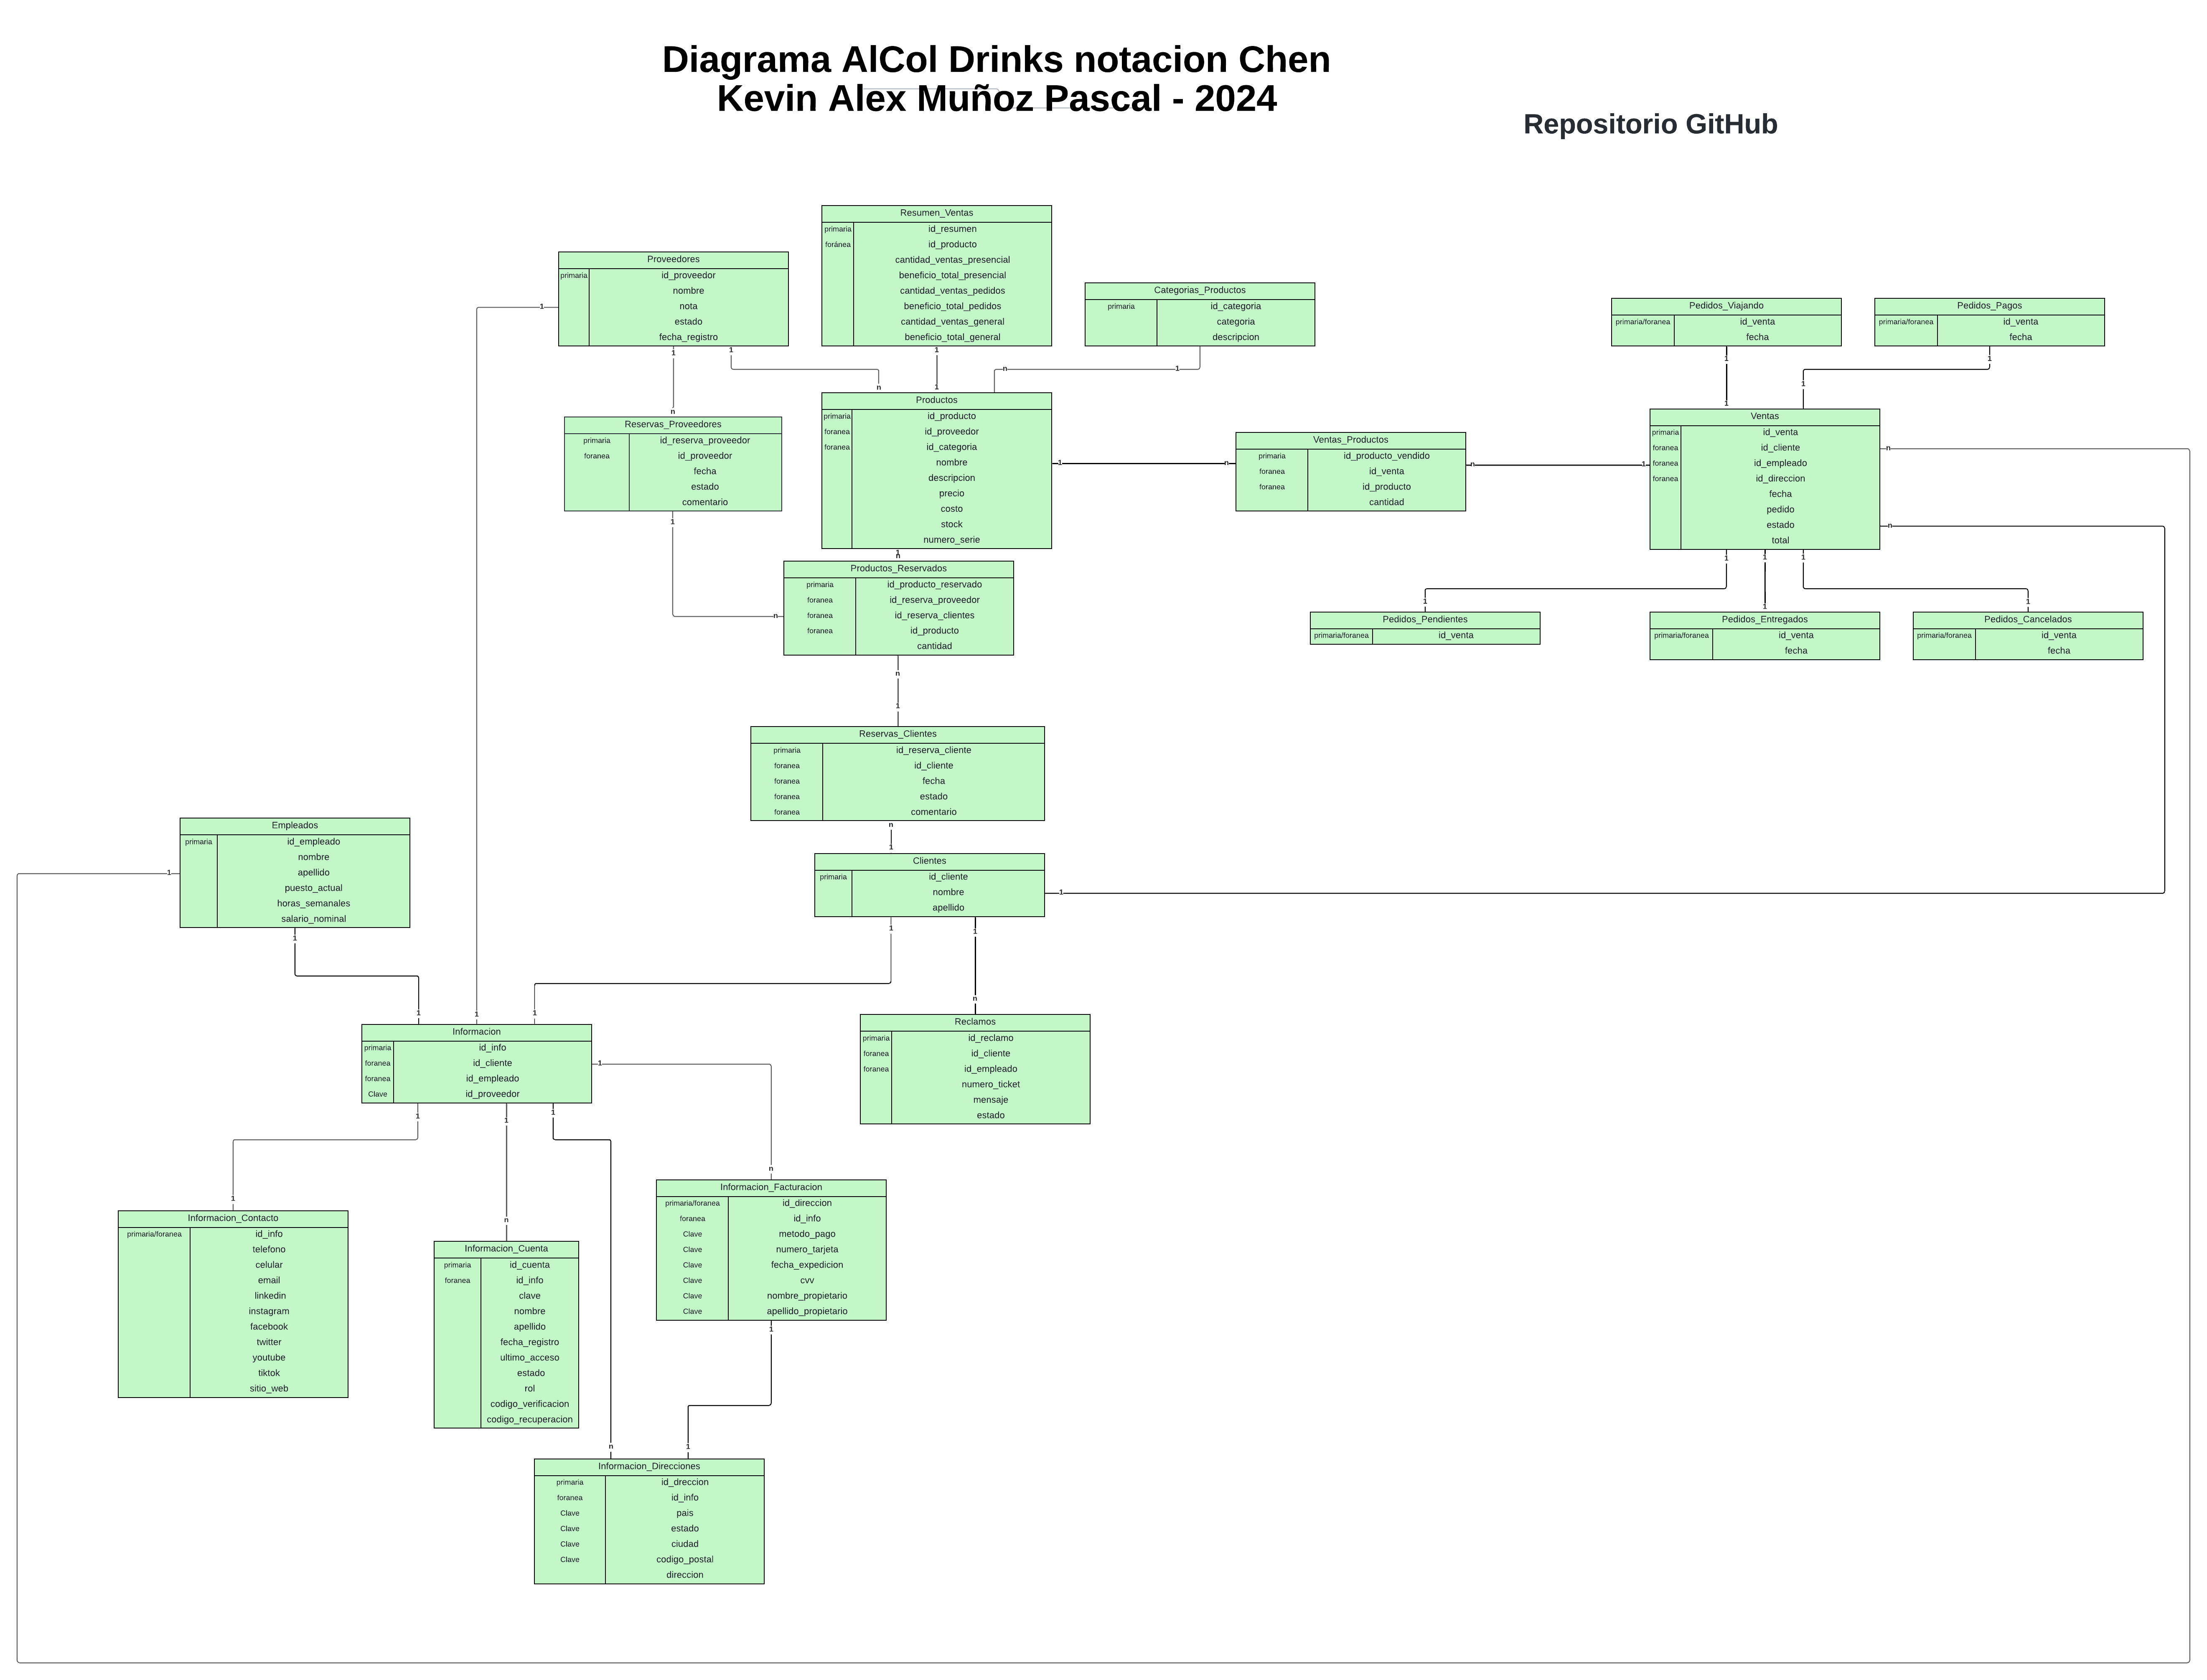 Diagrama AlCol Drinks notacion Chen
Kevin Alex Muñoz Pascal - 2024
Repositorio GitHub
Resumen_Ventas
primaria id_resumen
foránea id_producto
cantidad_ventas_presencial
beneficio_total_presencial
cantidad_ventas_pedidos
beneficio_total_pedidos
cantidad_ventas_general
beneficio_total_general
1
1
Proveedores
primaria id_proveedor
nombre
nota
estado
fecha_registro
1
1
n
1
n
Categorias_Productos
primaria id_categoria
categoria
descripcion
n
1
Pedidos_Viajando
primaria/foranea id_venta
fecha
1
1
Pedidos_Pagos
primaria/foranea id_venta
fecha
1
1
Productos
primaria id_producto
foranea id_proveedor
foranea id_categoria
nombre
descripcion
precio
costo
stock
numero_serie
1
n
1
n
Reservas_Proveedores
primaria id_reserva_proveedor
foranea id_proveedor
fecha
estado
comentario
1
n
Ventas_Productos
primaria id_producto_vendido
foranea id_venta
foranea id_producto
cantidad
n
1
Ventas
primaria id_venta
foranea id_cliente
foranea id_empleado
foranea id_direccion
fecha
pedido
estado
total
n
n
1
1
1
1
1
1
Productos_Reservados
primaria id_producto_reservado
foranea id_reserva_proveedor
foranea id_reserva_clientes
foranea id_producto
cantidad
n
1
Pedidos_Pendientes
primaria/foranea id_venta
Pedidos_Entregados
primaria/foranea id_venta
fecha
Pedidos_Cancelados
primaria/foranea id_venta
fecha
Reservas_Clientes
primaria id_reserva_cliente
foranea id_cliente
foranea fecha
foranea estado
foranea comentario
n
1
Empleados
primaria id_empleado
nombre
apellido
puesto_actual
horas_semanales
salario_nominal
1
1
Clientes
primaria id_cliente
nombre
apellido
1
1
1
n
1
1
1
Informacion
primaria id_info
foranea id_cliente
foranea id_empleado
Clave id_proveedor
1
1
1
1
Reclamos
primaria id_reclamo
foranea id_cliente
foranea id_empleado
numero_ticket
mensaje
estado
n
1
n
Informacion_Facturacion
primaria/foranea id_direccion
foranea id_info
Clave metodo_pago
Clave numero_tarjeta
Clave fecha_expedicion
Clave cvv
Clave nombre_propietario
Clave apellido_propietario
1
Informacion_Contacto
primaria/foranea id_info
telefono
celular
email
linkedin
instagram
facebook
twitter
youtube
tiktok
sitio_web
Informacion_Cuenta
primaria id_cuenta
foranea id_info
clave
nombre
apellido
fecha_registro
ultimo_acceso
estado
rol
codigo_verificacion
codigo_recuperacion
n
1
Informacion_Direcciones
primaria id_dreccion
foranea id_info
Clave pais
Clave estado
Clave ciudad
Clave codigo_postal
direccion